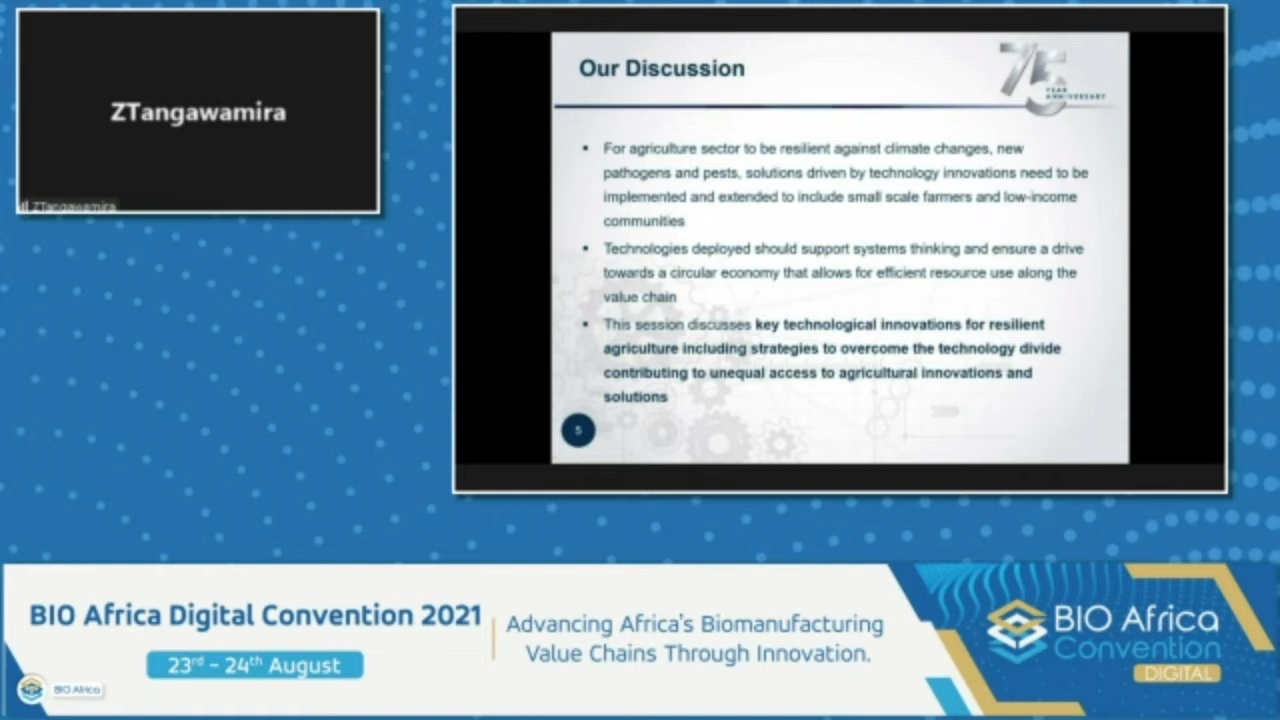 ZTangawamira
ZTangawamira
Our Discussion
75
YEAR
ANNIVERSARY
▪ For agriculture sector to be resilient against climate changes, new
pathogens and pests, solutions driven by technology innovations need to be
implemented and extended to include small scale farmers and low-income
communities
▪ Technologies deployed should support systems thinking and ensure a drive
towards a circular economy that allows for efficient resource use along the
value chain
▪ This session discusses key technological innovations for resilient
agriculture including strategies to overcome the technology divide
contributing to unequal access to agricultural innovations and
solutions
5
BIO Africa Digital Convention 2021
23rd - 24th August
Advancing Africa's Biomanufacturing
Value Chains Through Innovation.
BIO Africa
Convention
DIGITAL
BIO Africa